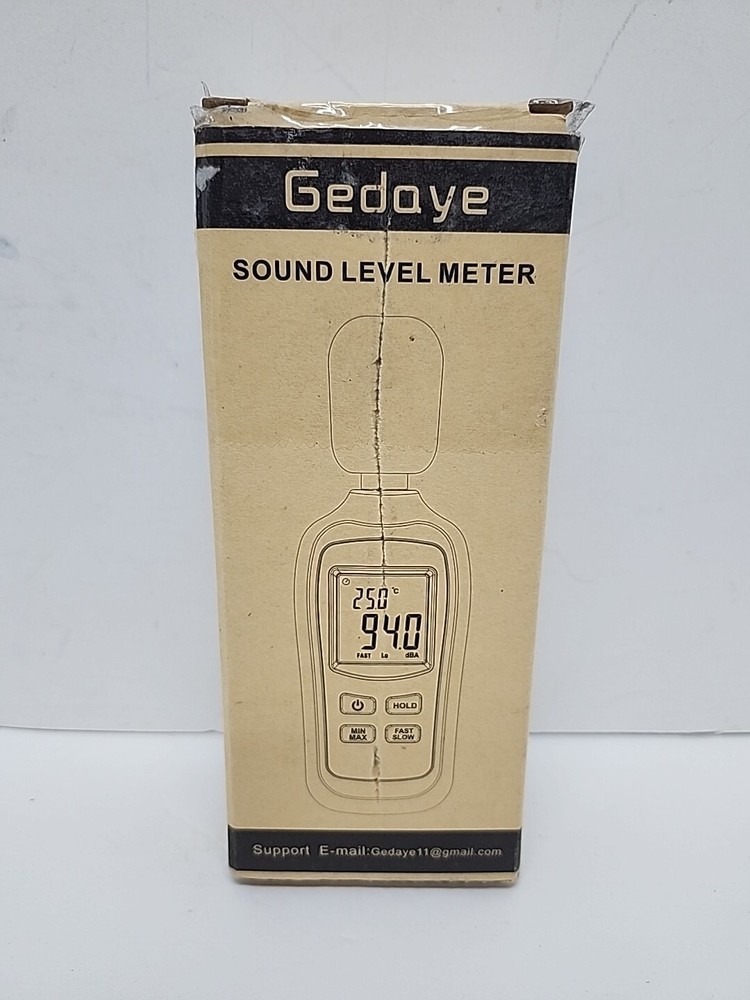 Gedaye
SOUND LEVEL METER
25.0 °C
94.0
FAST Lo dBA
HOLD
MIN
MAX
FAST
SLOW
Support E-mail:Gedaye11@gmail.com